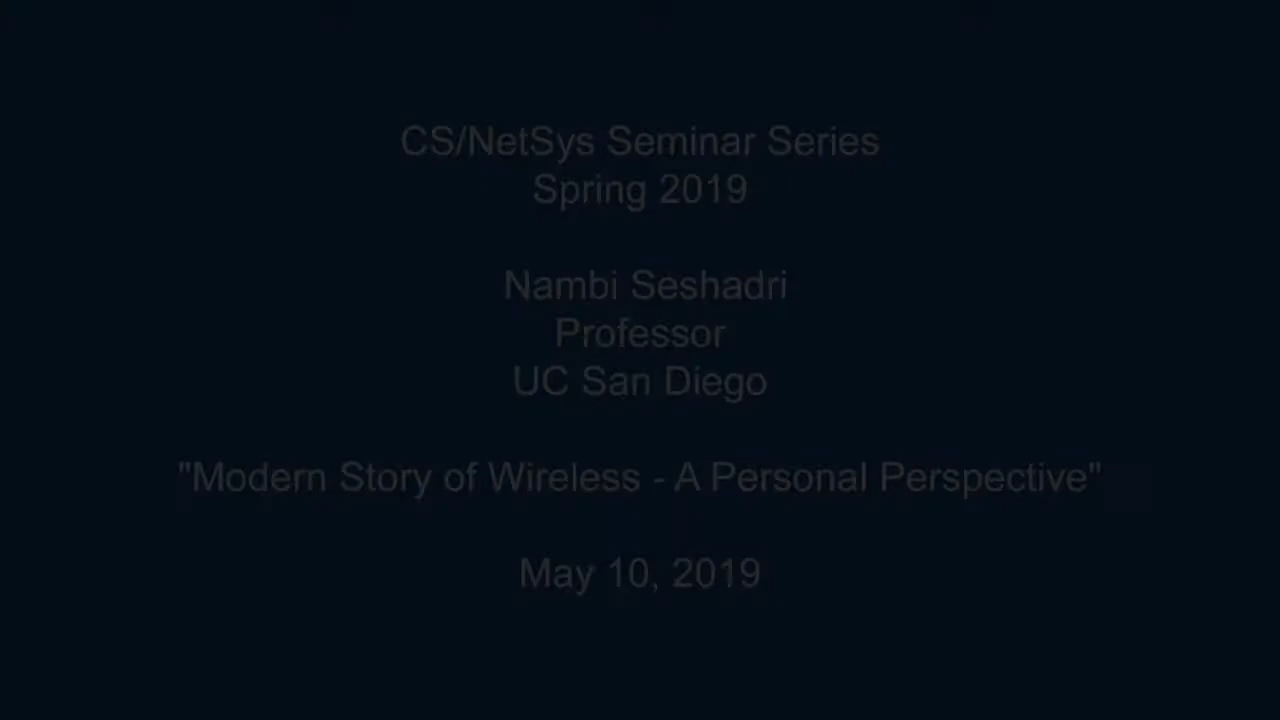 CS/NetSys Seminar Series
Spring 2019
Nambi Seshadri
Professor
UC San Diego
"Modern Story of Wireless - A Personal Perspective"
May 10, 2019